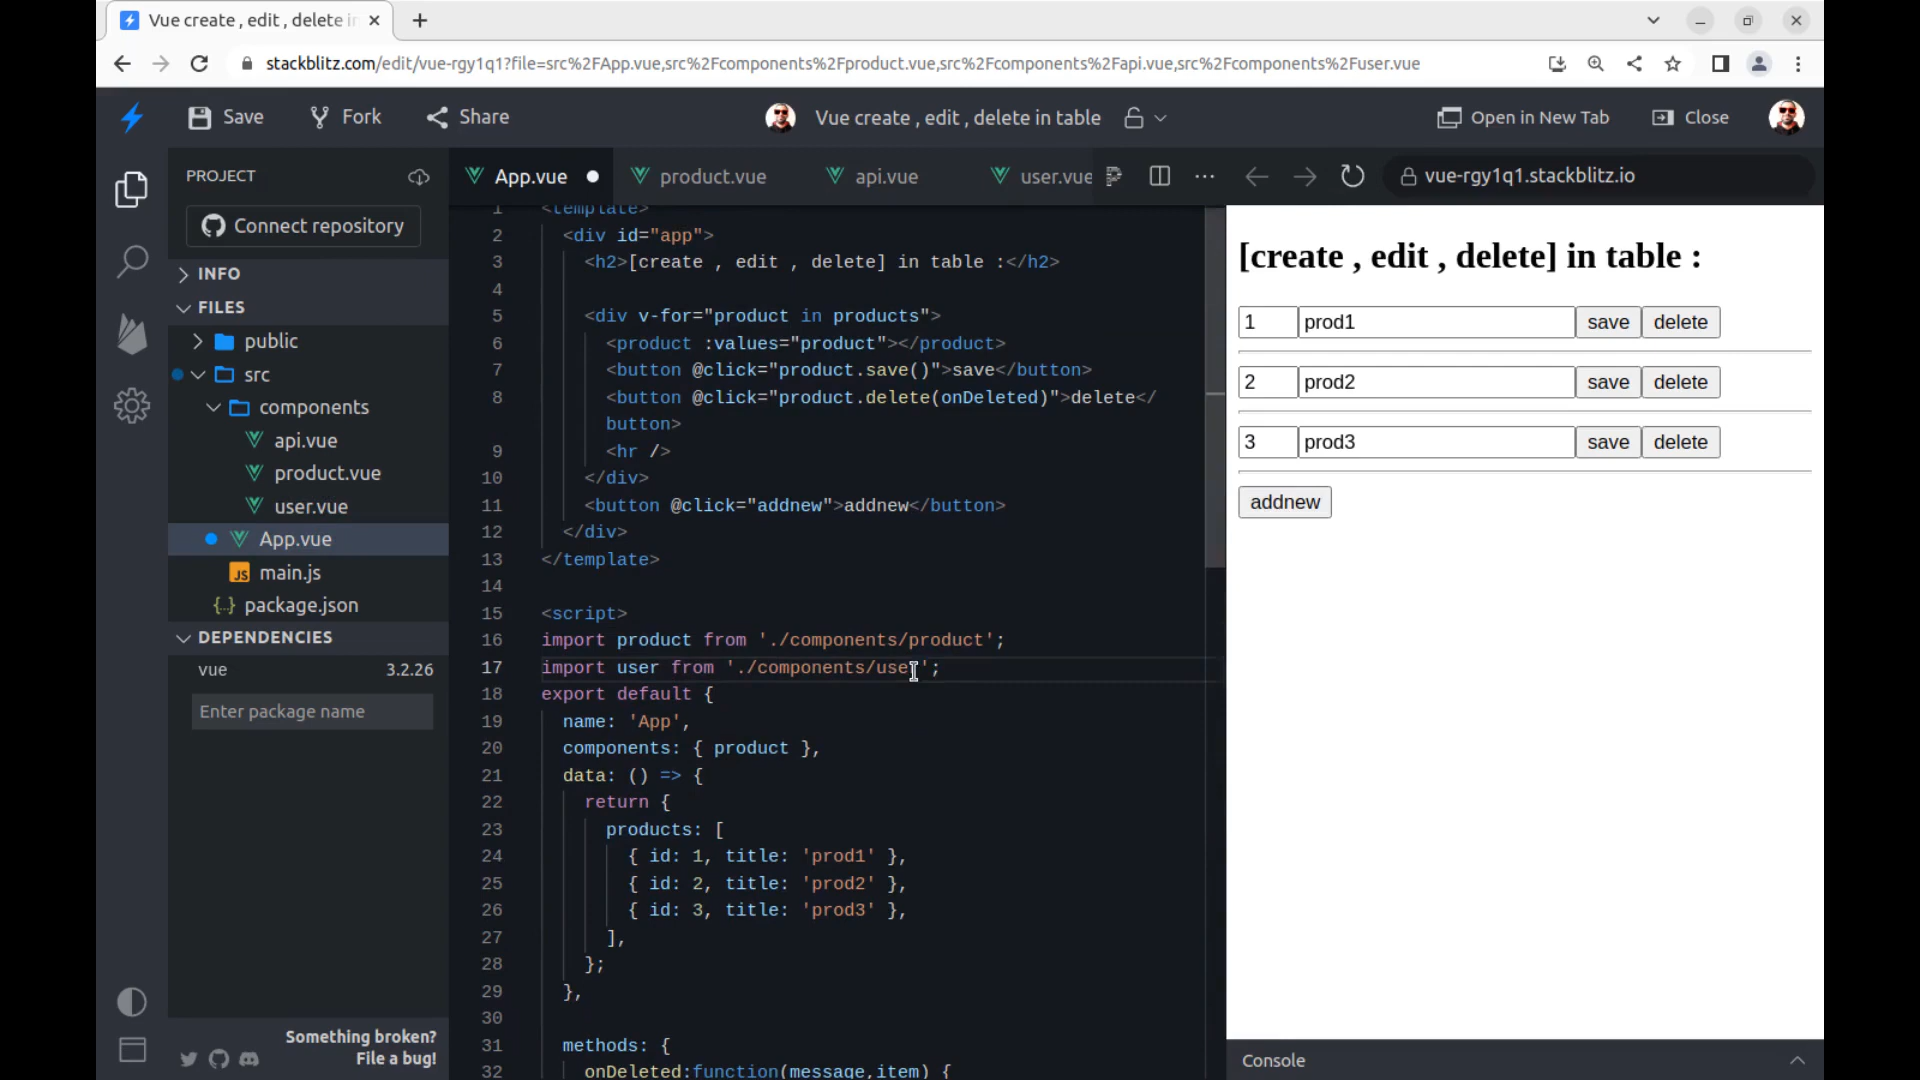 Vue create , edit , delete in
stackblitz.com/edit/vue-rgy1q1?file=src%2FApp.vue,src%2Fcomponents%2Fproduct.vue,src%2Fcomponents%2Fapi.vue,src%2Fcomponents%2Fuser.vue
Save
Fork
Share
Vue create , edit , delete in table
Open in New Tab
Close
PROJECT
Connect repository
INFO
FILES
public
src
components
api.vue
product.vue
user.vue
App.vue
JS main.js
{..} package.json
DEPENDENCIES
vue 3.2.26
Enter package name
Something broken?
File a bug!
App.vue
product.vue
api.vue
user.vue
vue-rgy1q1.stackblitz.io
1 <template>
2 <div id="app">
3 <h2>[create , edit , delete] in table :</h2>
4
5 <div v-for="product in products">
6 <product :values="product"></product>
7 <button @click="product.save()">save</button>
8 <button @click="product.delete(onDeleted)">delete</
button>
9 <hr />
10 </div>
11 <button @click="addnew">addnew</button>
12 </div>
13 </template>
14
15 <script>
16 import product from './components/product';
17 import user from './components/user';
18 export default {
19 name: 'App',
20 components: { product },
21 data: () => {
22 return {
23 products: [
24 { id: 1, title: 'prod1' },
25 { id: 2, title: 'prod2' },
26 { id: 3, title: 'prod3' },
27 ],
28 };
29 },
30
31 methods: {
32 onDeleted:function(message,item) {
[create , edit , delete] in table :
1 prod1 save delete
2 prod2 save delete
3 prod3 save delete
addnew
Console